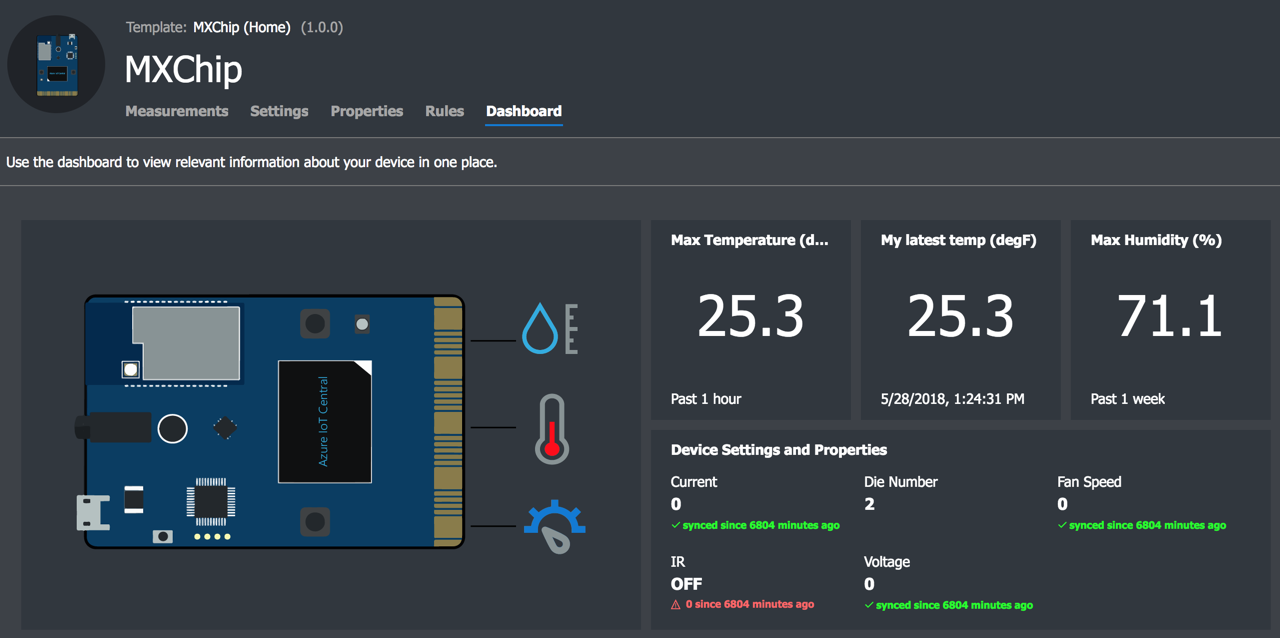 Template: MXChip (Home) (1.0.0)
MXChip
Measurements Settings Properties Rules Dashboard
Use the dashboard to view relevant information about your device in one place.
Azure IoT Central
Max Temperature (d...
25.3
Past 1 hour
My latest temp (degF)
25.3
5/28/2018, 1:24:31 PM
Max Humidity (%)
71.1
Past 1 week
Device Settings and Properties
Current
0
synced since 6804 minutes ago
Die Number
2
Fan Speed
0
synced since 6804 minutes ago
IR
OFF
0 since 6804 minutes ago
Voltage
0
synced since 6804 minutes ago